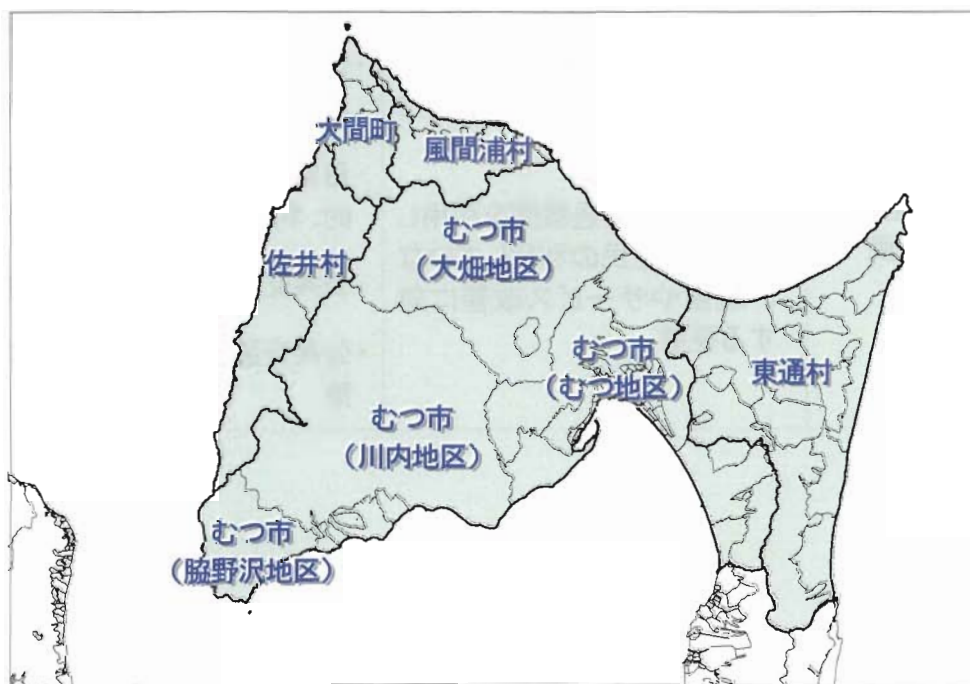 大間町
風間浦村
むつ市
（大畑地区）
佐井村
むつ市
（むつ地区）
東通村
むつ市
（川内地区）
むつ市
（脇野沢地区）